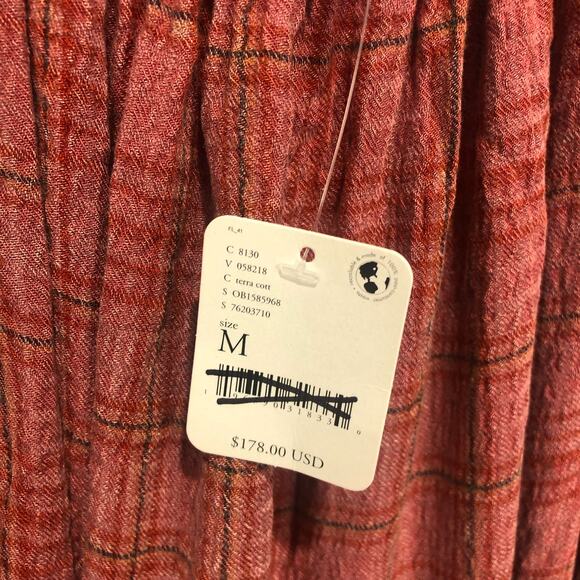 FL_41
C 8130
V 058218
C terra cott
S OB1585968
S 76203710
size
M
$178.00 USD